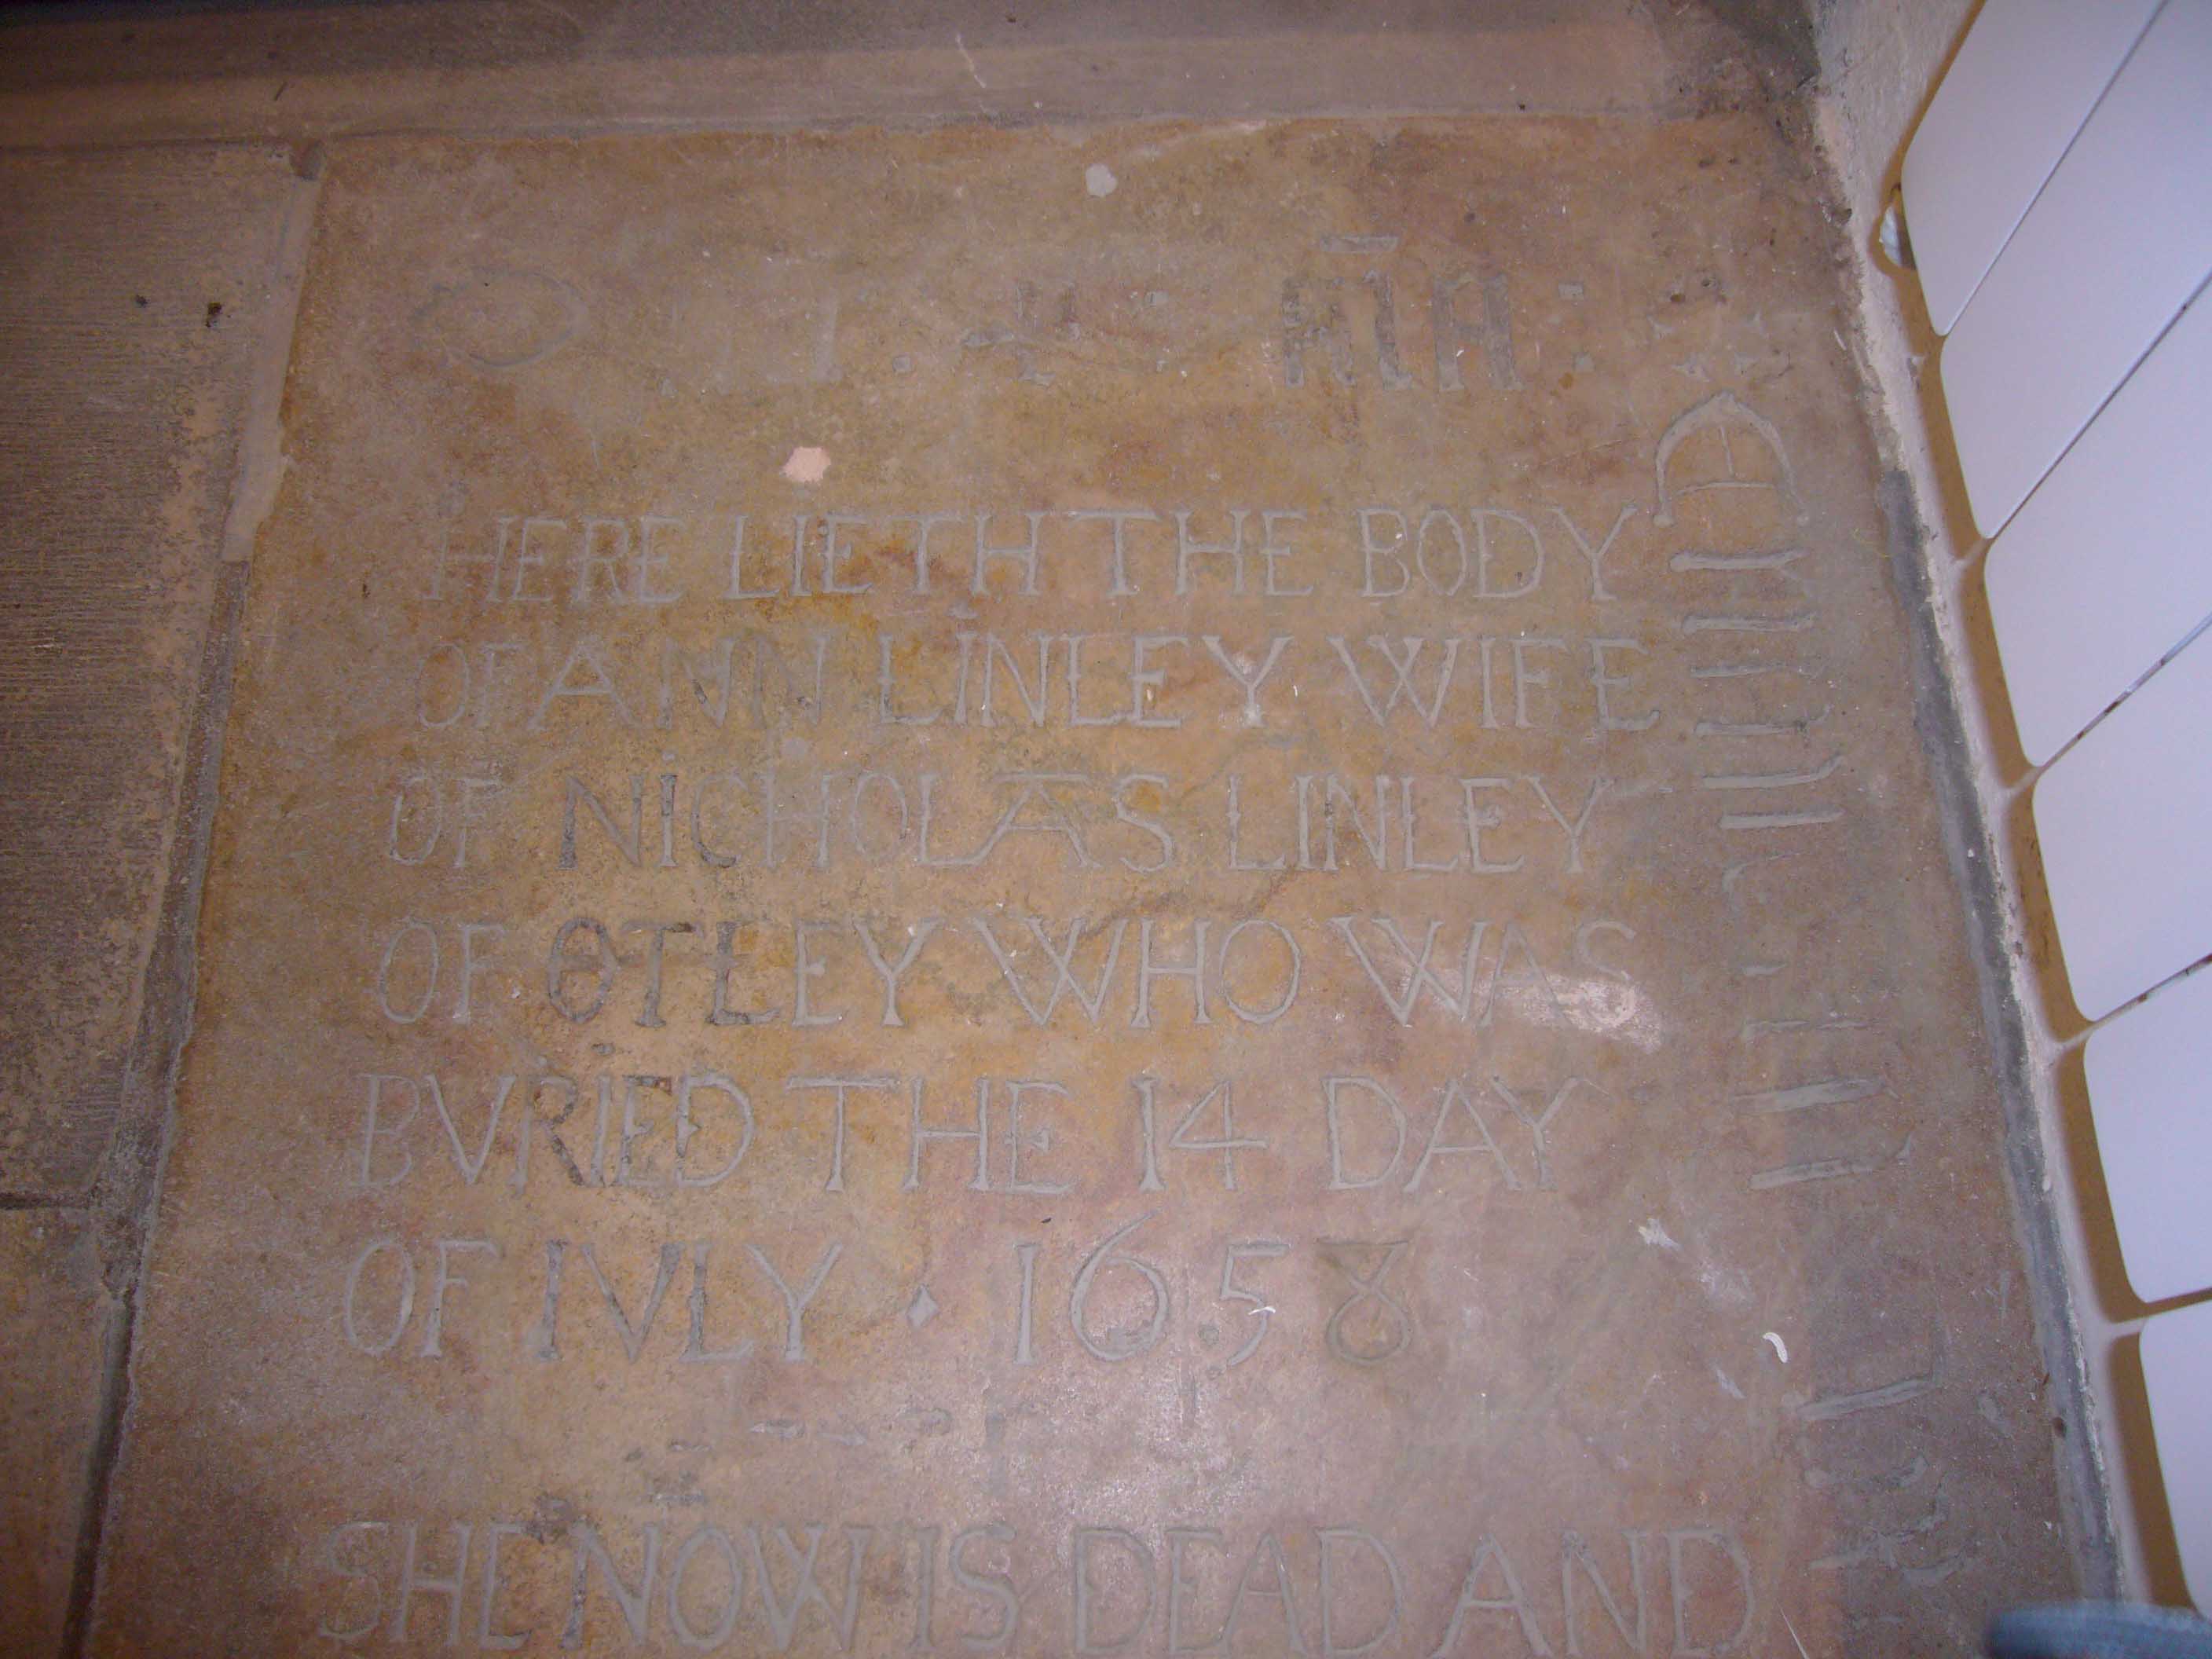 HERE LIETH THE BODY
OF ANN LINLEY WIFE
OF NICHOLAS LINLEY
OF OTLEY WHO WAS
BVRIED THE 14 DAY
OF IVLY · 1658
SHE NOW IS DEAD AND